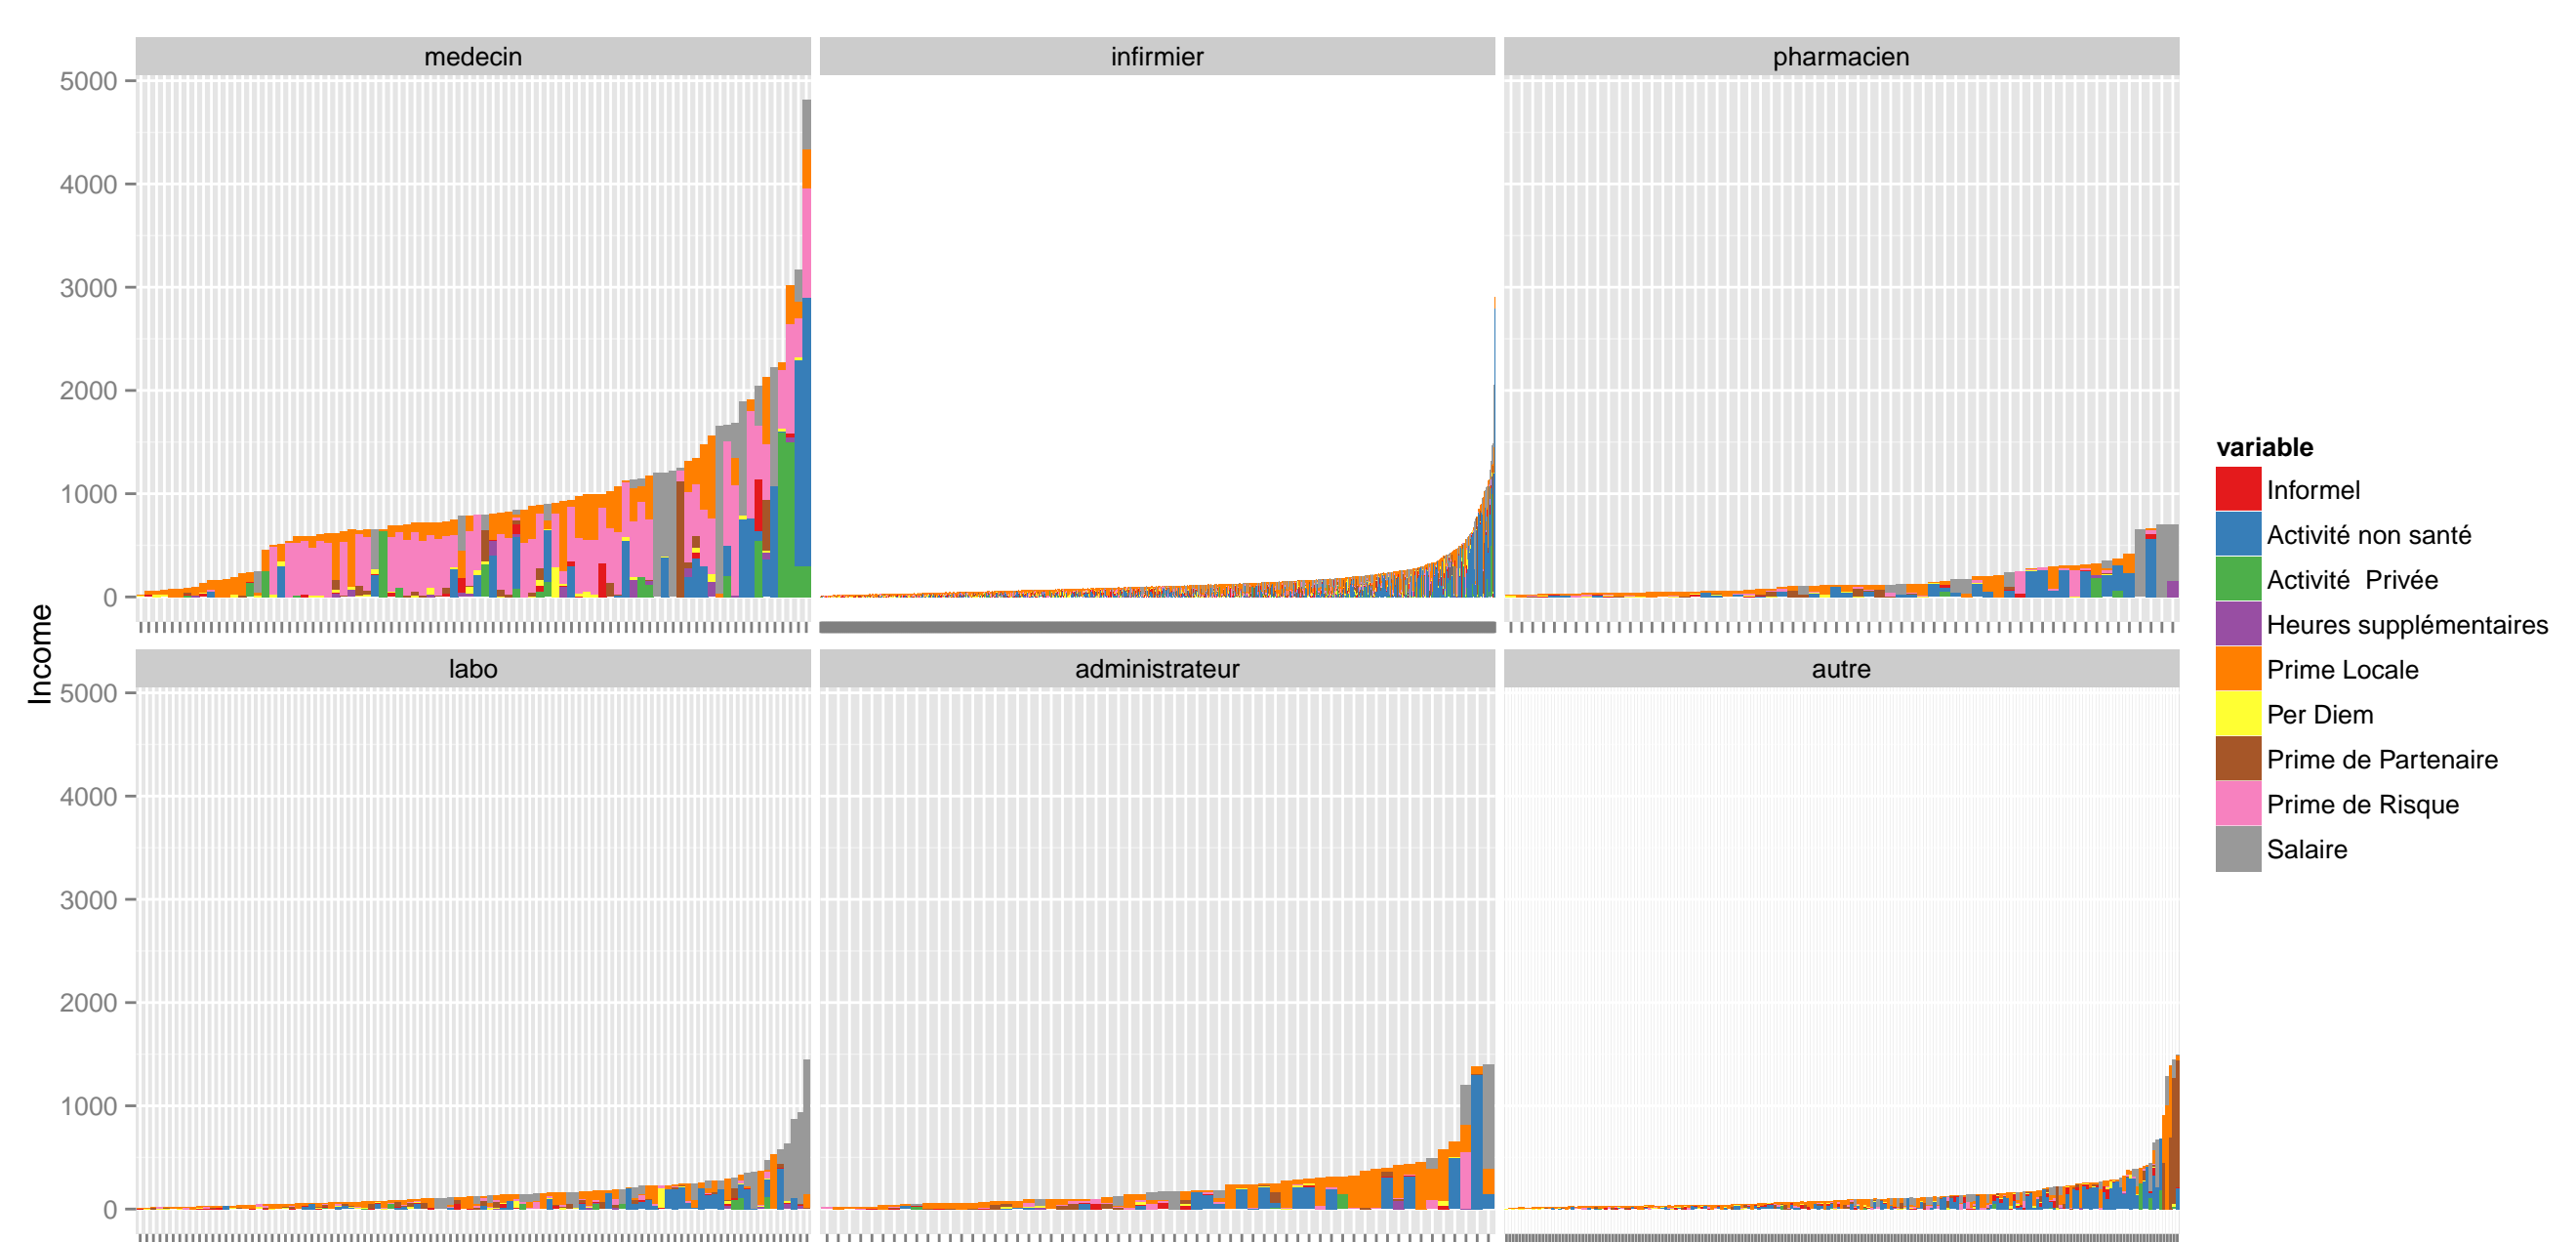 medecin
infirmier
pharmacien
5000
4000
3000
2000
1000
0
Income
labo
administrateur
autre
5000
4000
3000
2000
1000
0
variable
Informel
Activité non santé
Activité  Privée
Heures supplémentaires
Prime Locale
Per Diem
Prime de Partenaire
Prime de Risque
Salaire